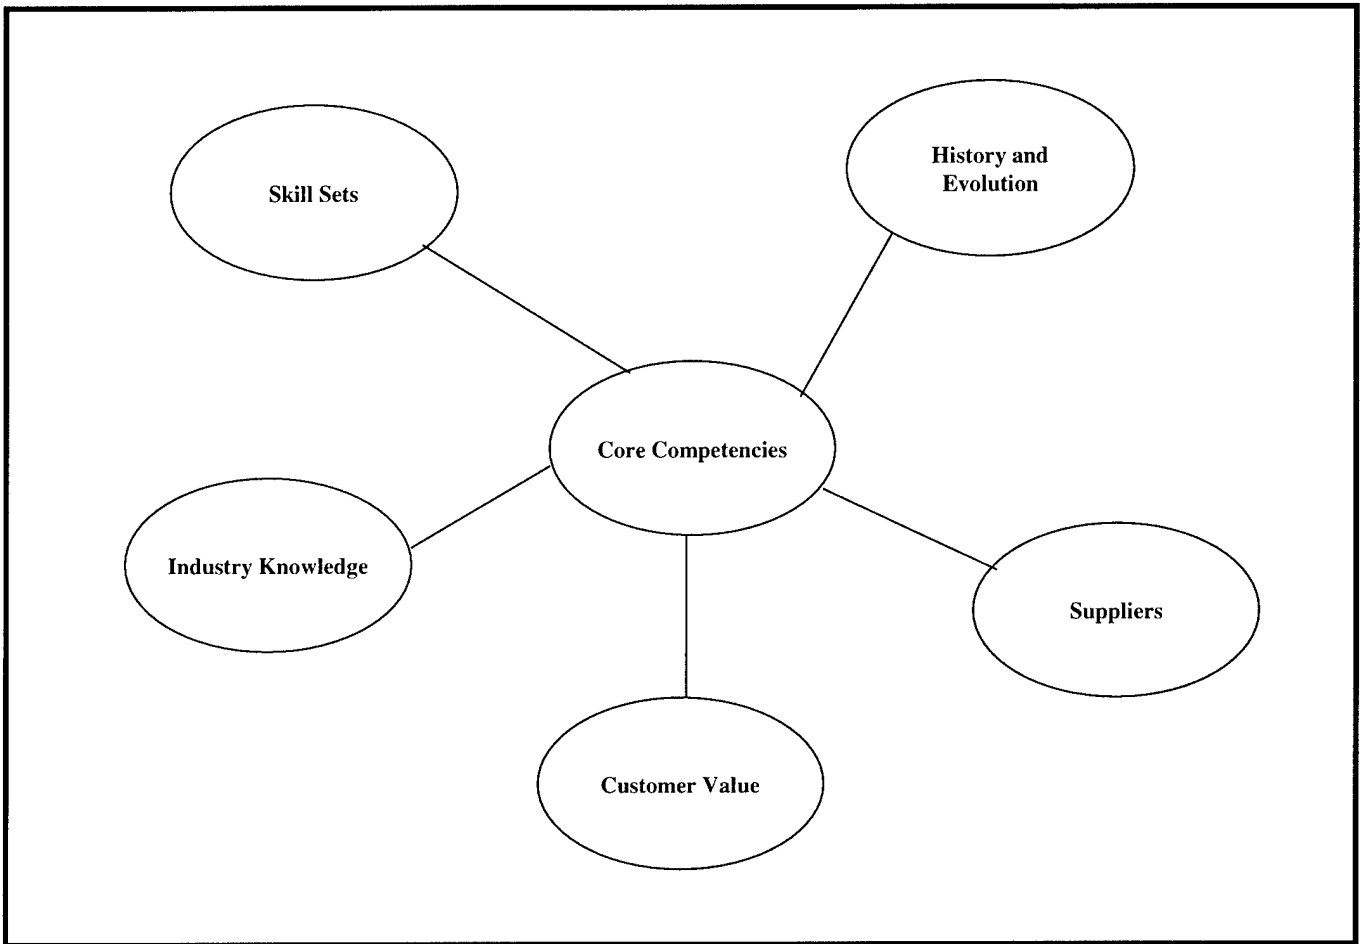 History and
Evolution
Skill Sets
Core Competencies
Industry Knowledge
Suppliers
Customer Value